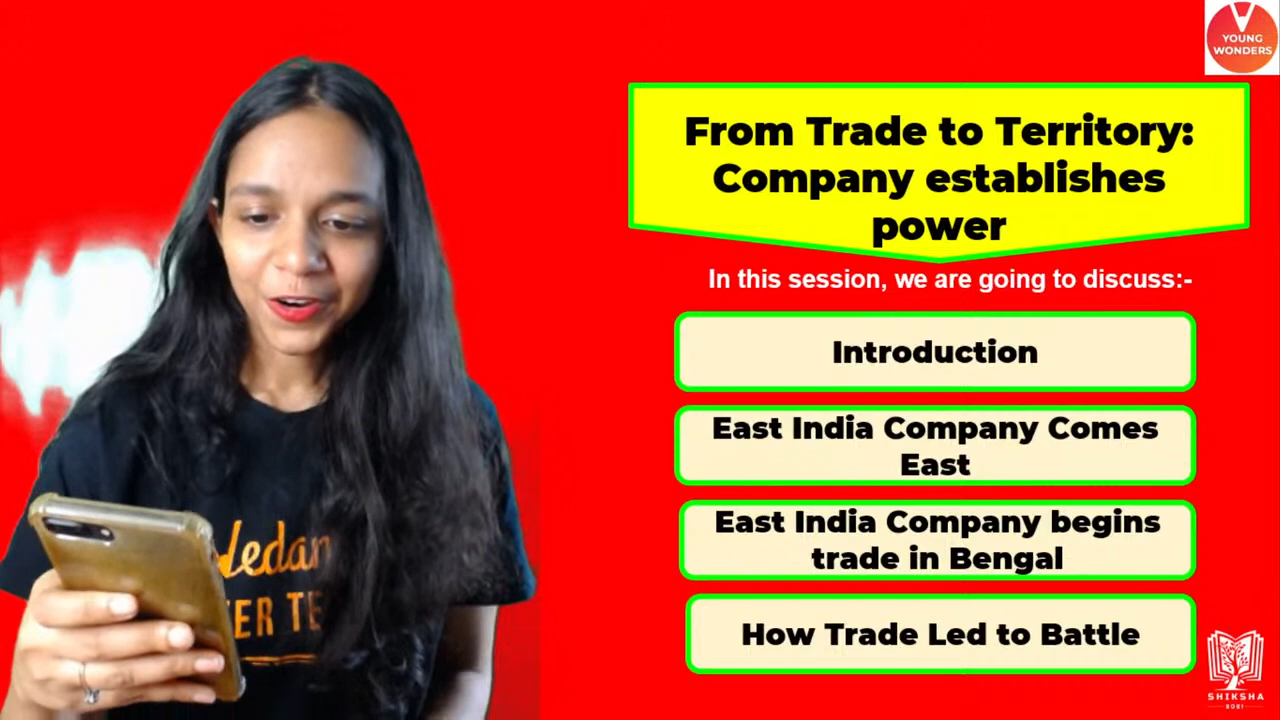 YOUNG
WONDERS
From Trade to Territory:
Company establishes
power
In this session, we are going to discuss:-
Introduction
East India Company Comes
East
East India Company begins
trade in Bengal
How Trade Led to Battle
SHIKSHA